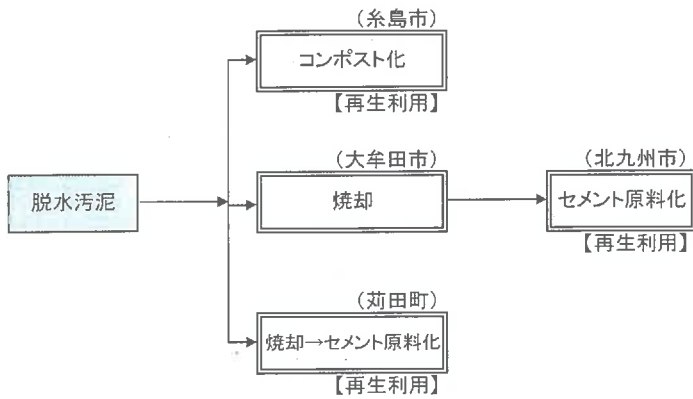 （糸島市）
コンポスト化
【再生利用】
（大牟田市）
（北九州市）
脱水汚泥
焼却
セメント原料化
【再生利用】
（苅田町）
焼却→セメント原料化
【再生利用】